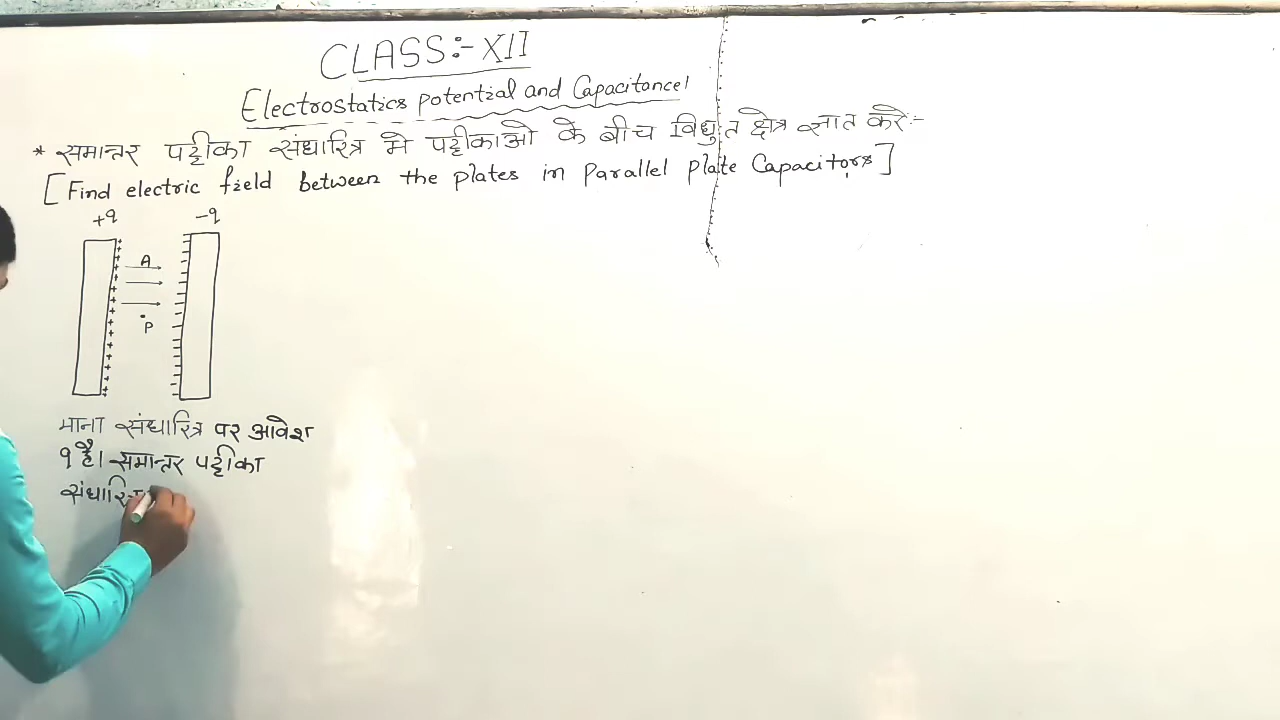 CLASS:- XII
Electrostatics potential and Capacitance
* समान्तर पट्टीका संधारित्र मे पट्टीकाओ के बीच विधुत क्षेत्र ज्ञात करे:-
[Find electric field between the plates in Parallel plate Capacitors]
+q -q
A
P
माना संधारित्र पर आवेश
q है। समान्तर पट्टीका